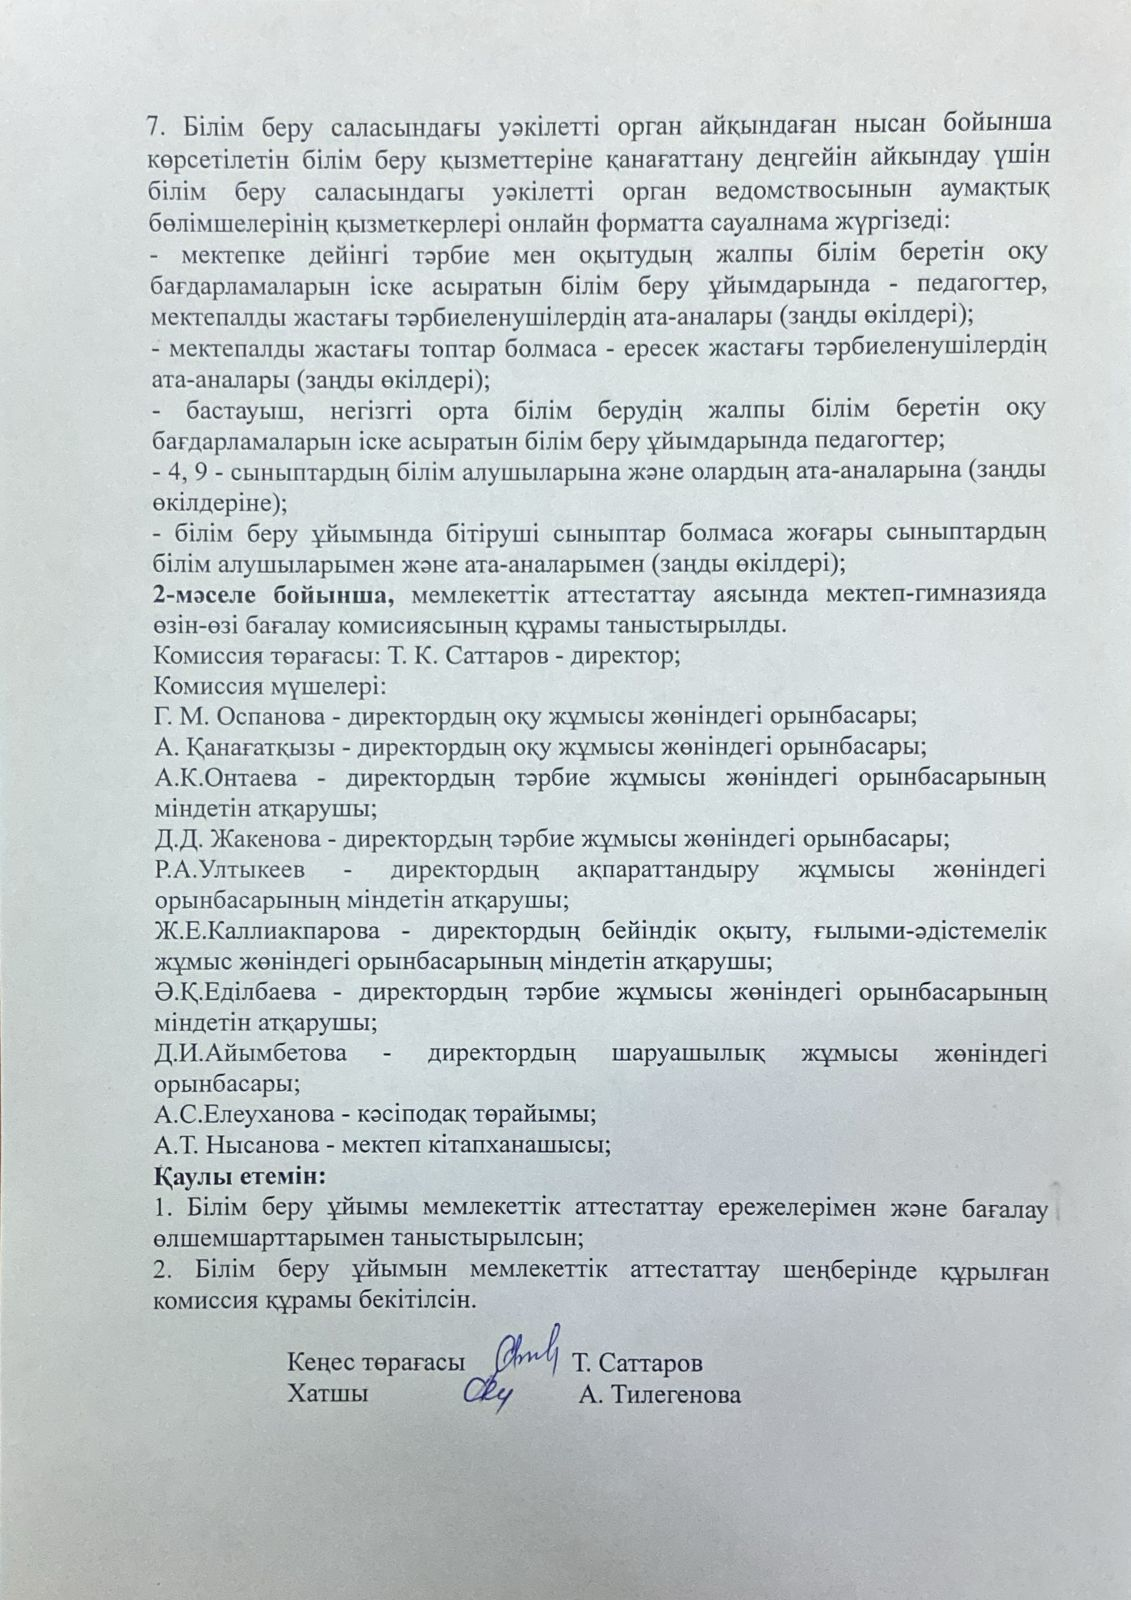 7. Білім беру саласындағы уәкілетті орган айқындаған нысан бойынша
көрсетілетін білім беру қызметтеріне қанағаттану деңгейін айкындау үшін
білім беру саласындагы уәкілетті орган ведомствосынын аумақтық
бөлімшелерінің қызметкерлері онлайн форматта сауалнама жүргізеді:
- мектепке дейінгі тәрбие мен оқытудың жалпы білім беретін оқу
бағдарламаларын іске асыратын білім беру ұйымдарында - педагогтер,
мектепалды жастағы тәрбиеленушілердің ата-аналары (заңды өкілдері);
- мектепалды жастағы топтар болмаса - ересек жастағы тәрбиеленушілердің
ата-аналары (заңды өкілдері);
- бастауыш, негізггі орта білім берудің жалпы білім беретін оқу
бағдарламаларын іске асыратын білім беру ұйымдарында педагогтер;
- 4, 9 - сыныптардың білім алушыларына және олардың ата-аналарына (заңды
өкілдеріне);
- білім беру ұйымында бітіруші сыныптар болмаса жоғары сыныптардың
білім алушыларымен және ата-аналарымен (заңды өкілдері);
2-мәселе бойынша, мемлекеттік аттестаттау аясында мектеп-гимназияда
өзін-өзі бағалау комисиясының құрамы таныстырылды.
Комиссия төрағасы: Т. К. Саттаров - директор;
Комиссия мүшелері:
Г. М. Оспанова - директордың оқу жұмысы жөніндегі орынбасары;
А. Қанағатқызы - директордың оқу жұмысы жөніндегі орынбасары;
А.К.Онтаева - директордың тәрбие жұмысы жөніндегі орынбасарының
міндетін атқарушы;
Д.Д. Жакенова - директордың тәрбие жұмысы жөніндегі орынбасары;
Р.А.Ултыкеев - директордың ақпараттандыру жұмысы жөніндегі
орынбасарының міндетін атқарушы;
Ж.Е.Каллиакпарова - директордың бейіндік оқыту, ғылыми-әдістемелік
жұмыс жөніндегі орынбасарының міндетін атқарушы;
Ә.Қ.Еділбаева - директордың тәрбие жұмысы жөніндегі орынбасарының
міндетін атқарушы;
Д.И.Айымбетова - директордың шаруашылық жұмысы жөніндегі
орынбасары;
А.С.Елеуханова - кәсіподақ төрайымы;
А.Т. Нысанова - мектеп кітапханашысы;
Қаулы етемін:
1. Білім беру ұйымы мемлекеттік аттестаттау ережелерімен және бағалау
өлшемшарттарымен таныстырылсын;
2. Білім беру ұйымын мемлекеттік аттестаттау шеңберінде құрылған
комиссия құрамы бекітілсін.
Кеңес төрағасы Т. Саттаров
Хатшы А. Тилегенова